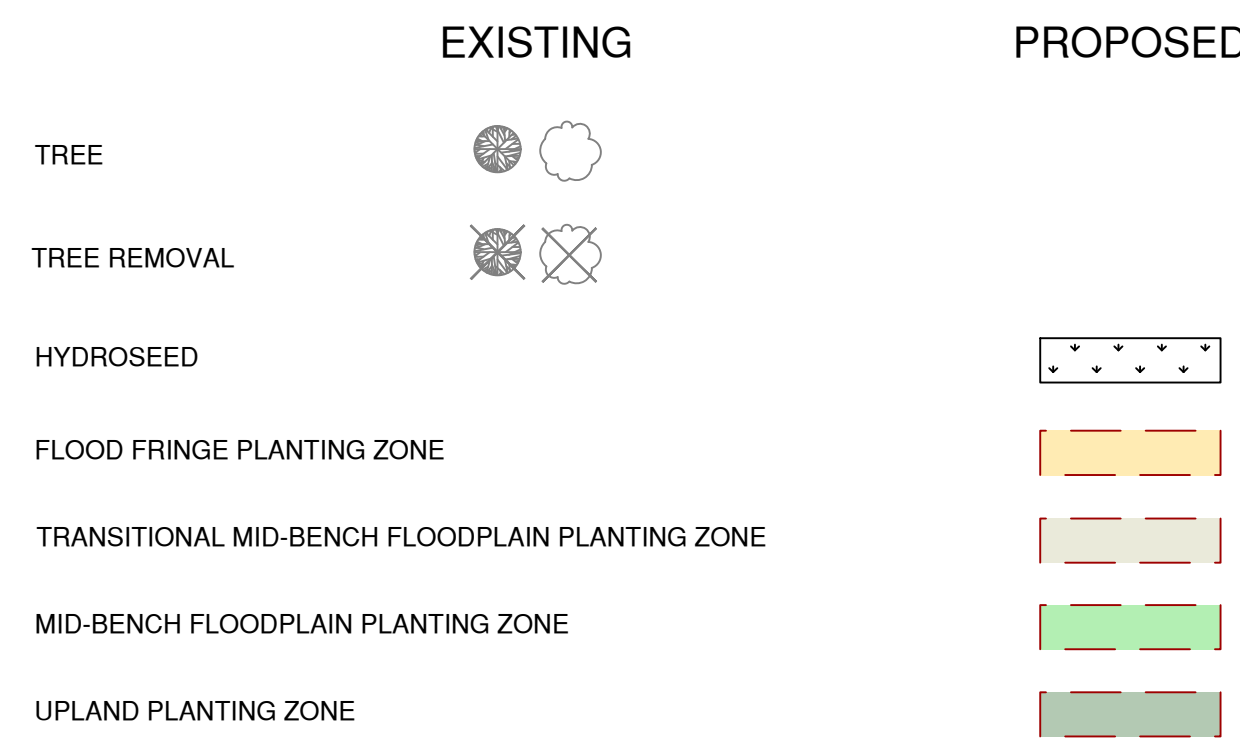 EXISTING PROPOSED
TREE
TREE REMOVAL
HYDROSEED
FLOOD FRINGE PLANTING ZONE
TRANSITIONAL MID-BENCH FLOODPLAIN PLANTING ZONE
MID-BENCH FLOODPLAIN PLANTING ZONE
UPLAND PLANTING ZONE